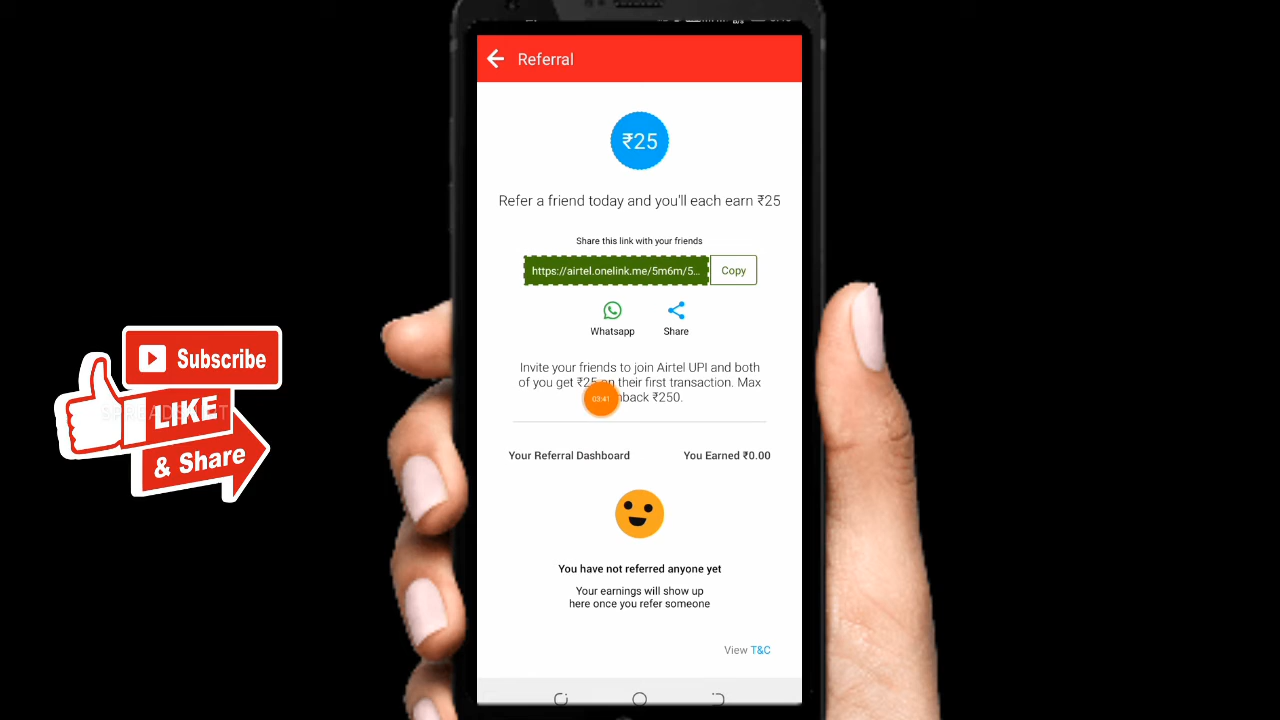 Referral
₹25
Refer a friend today and you'll each earn ₹25
Share this link with your friends
https://airtel.onelink.me/5m6m/5... Copy
Whatsapp Share
Invite your friends to join Airtel UPI and both
of you get ₹25 on their first transaction. Max
₹250.
03:41
Your Referral Dashboard You Earned ₹0.00
You have not referred anyone yet
Your earnings will show up
here once you refer someone
View T&C
Subscribe
LIKE
& Share